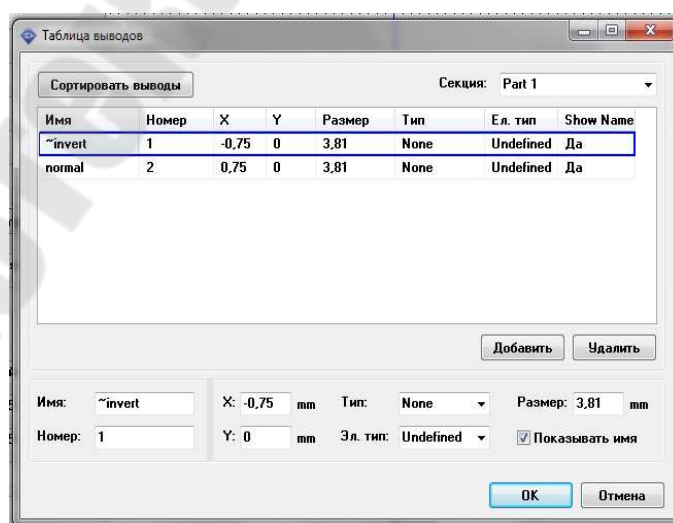 Таблица выводов
Сортировать выводы Секция: Part 1
Имя Номер X Y Размер Тип Ел. тип Show Name
~invert 1 -0,75 0 3,81 None Undefined Да
normal 2 0,75 0 3,81 None Undefined Да
Добавить Удалить
Имя: ~invert X: -0,75 mm Тип: None Размер: 3,81 mm
Номер: 1 Y: 0 mm Эл. тип: Undefined Показывать имя
OK Отмена